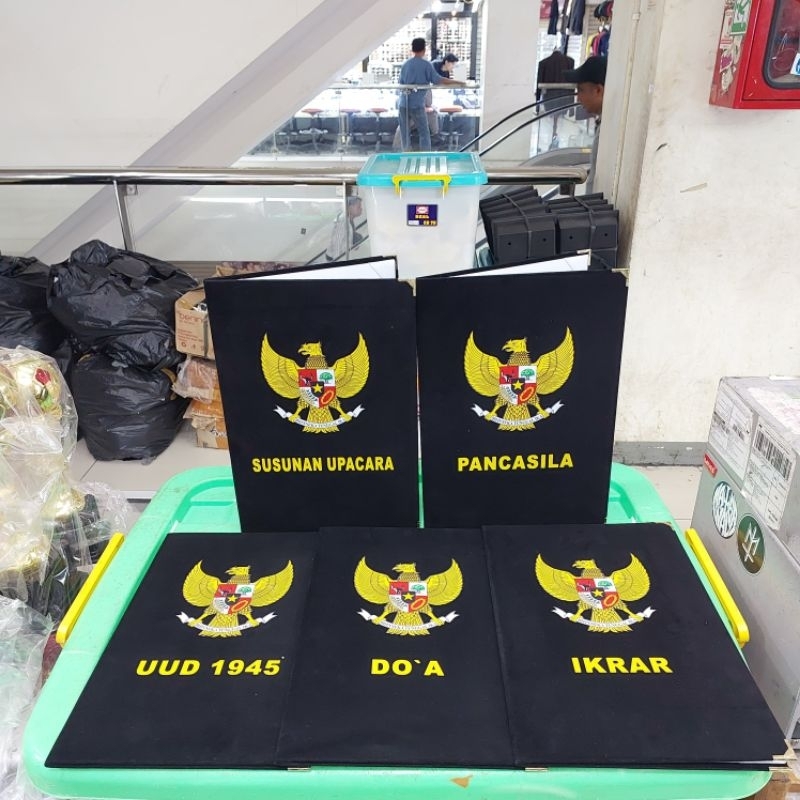 SUSUNAN UPACARA
PANCASILA
UUD 1945
DO`A
IKRAR